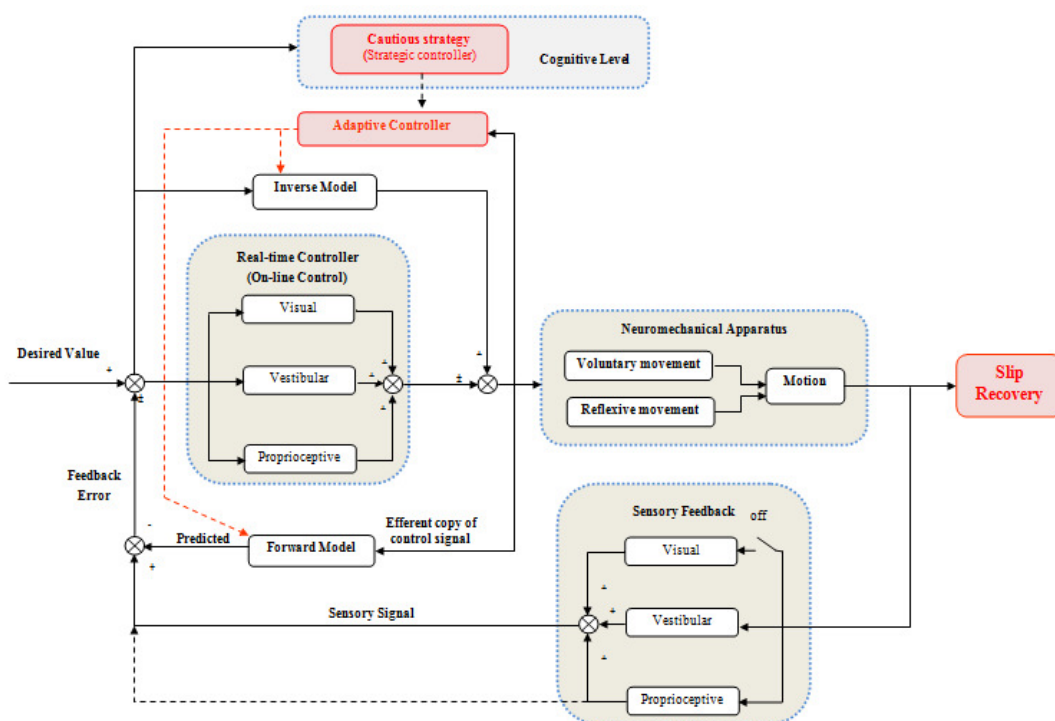 Cautious strategy
(Strategic controller)
Cognitive Level
Adaptive Controller
Inverse Model
Real-time Controller
(On-line Control)
Visual
Neuromechanical Apparatus
Desired Value
+
±
+
+
+
±
±
Vestibular
Voluntary movement
Motion
Slip
Recovery
Reflexive movement
Proprioceptive
Feedback
Error
Sensory Feedback
off
-
Predicted
Forward Model
Efferent copy of
control signal
+
Visual
+
Sensory Signal
+
Vestibular
+
Proprioceptive